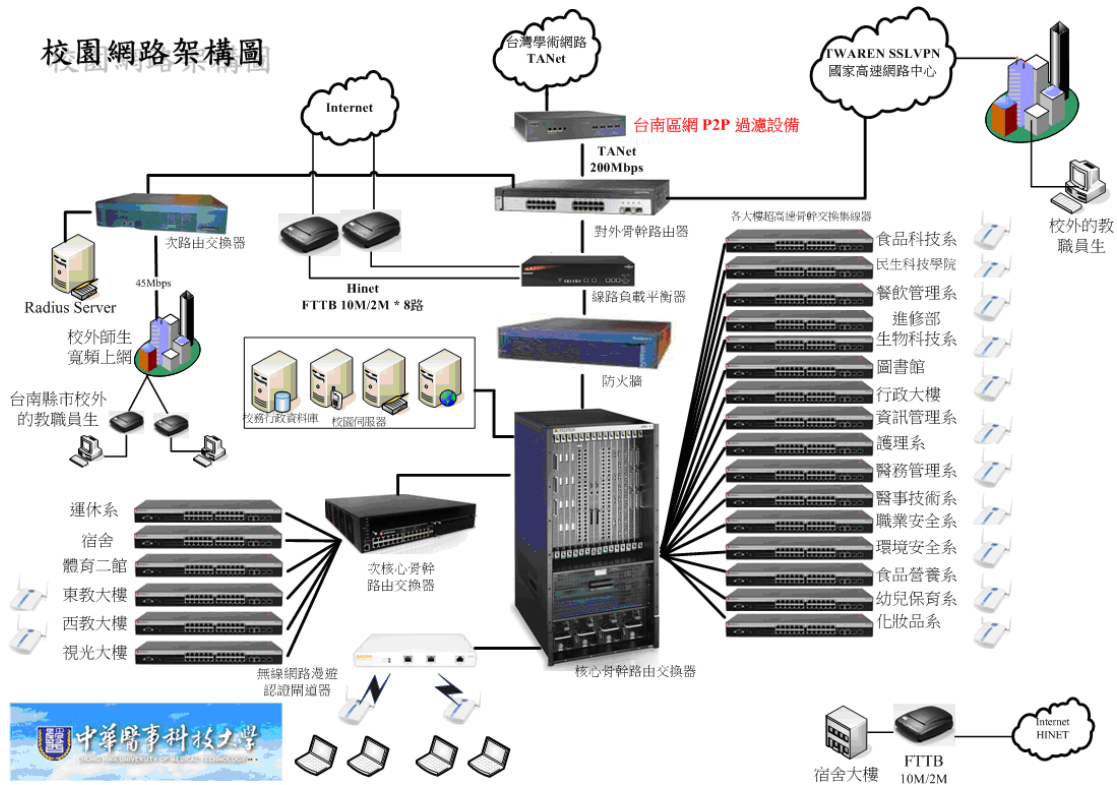 校園網路架構圖
台灣學術網路
TANet
TWAREN SSLVPN
國家高速網路中心
Internet
台南區網 P2P 過濾設備
TANet
200Mbps
次路由交換器
對外骨幹路由器
各大樓超高速骨幹交換集線器
校外的教
職員生
Radius Server
45Mbps
Hinet
FTTB 10M/2M * 8路
線路負載平衡器
校外師生
寬頻上網
防火牆
台南縣市校外
的教職員生
校務行政資料庫
校園伺服器
食品科技系
民生科技學院
餐飲管理系
進修部
生物科技系
圖書館
行政大樓
資訊管理系
護理系
醫務管理系
醫事技術系
職業安全系
環境安全系
食品營養系
幼兒保育系
化妝品系
運休系
宿舍
體育二館
東教大樓
西教大樓
視光大樓
次核心骨幹
路由交換器
無線網路漫遊
認證閘道器
核心骨幹路由交換器
中華醫事科技大學
CHUNG HWA UNIVERSITY OF MEDICAL TECHNOLOGY
宿舍大樓
FTTB
10M/2M
Internet
HINET